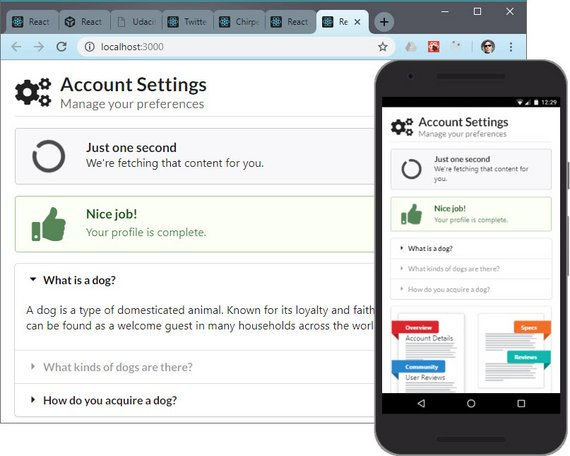 React
React
Udaci
Twitte
Chirpe
React
Re
localhost:3000
Account Settings
Manage your preferences
Just one second
We're fetching that content for you.
Nice job!
Your profile is complete.
What is a dog?
A dog is a type of domesticated animal. Known for its loyalty and faith
can be found as a welcome guest in many households across the worl
What kinds of dogs are there?
How do you acquire a dog?
12:29
Account Settings
Manage your preferences
Just one second
We're fetching that content for
you.
Nice job!
Your profile is complete.
What is a dog?
What kinds of dogs are there?
How do you acquire a dog?
Overview
Account Details
Community
User Reviews
Specs
Reviews